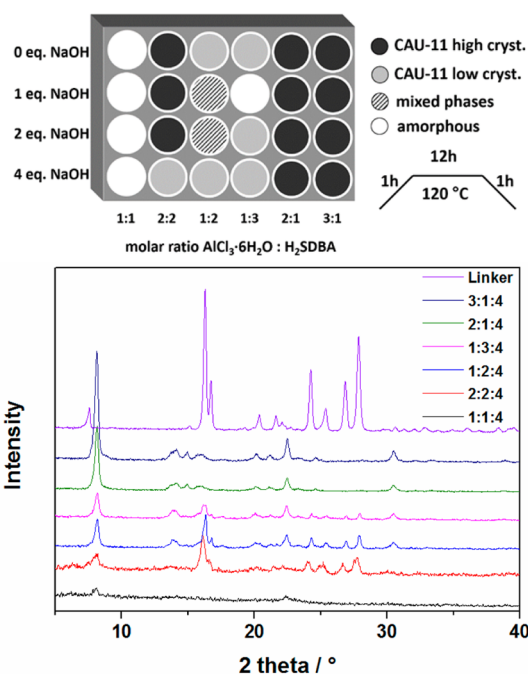 0 eq. NaOH
1 eq. NaOH
2 eq. NaOH
4 eq. NaOH
1:1 2:2 1:2 1:3 2:1 3:1
molar ratio AlCl₃·6H₂O : H₂SDBA
CAU-11 high cryst.
CAU-11 low cryst.
mixed phases
amorphous
12h
1h 1h
120 °C
Linker
3:1:4
2:1:4
1:3:4
1:2:4
2:2:4
1:1:4
Intensity
10 20 30 40
2 theta / °